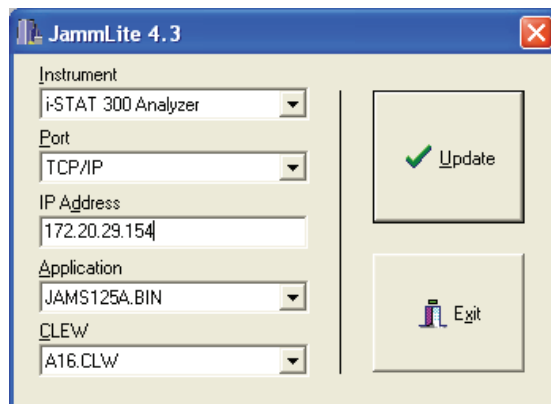 JammLite 4.3
Instrument
i-STAT 300 Analyzer
Port
TCP/IP
IP Address
172.20.29.154
Application
JAMS125A.BIN
CLEW
A16.CLW
Update
Exit